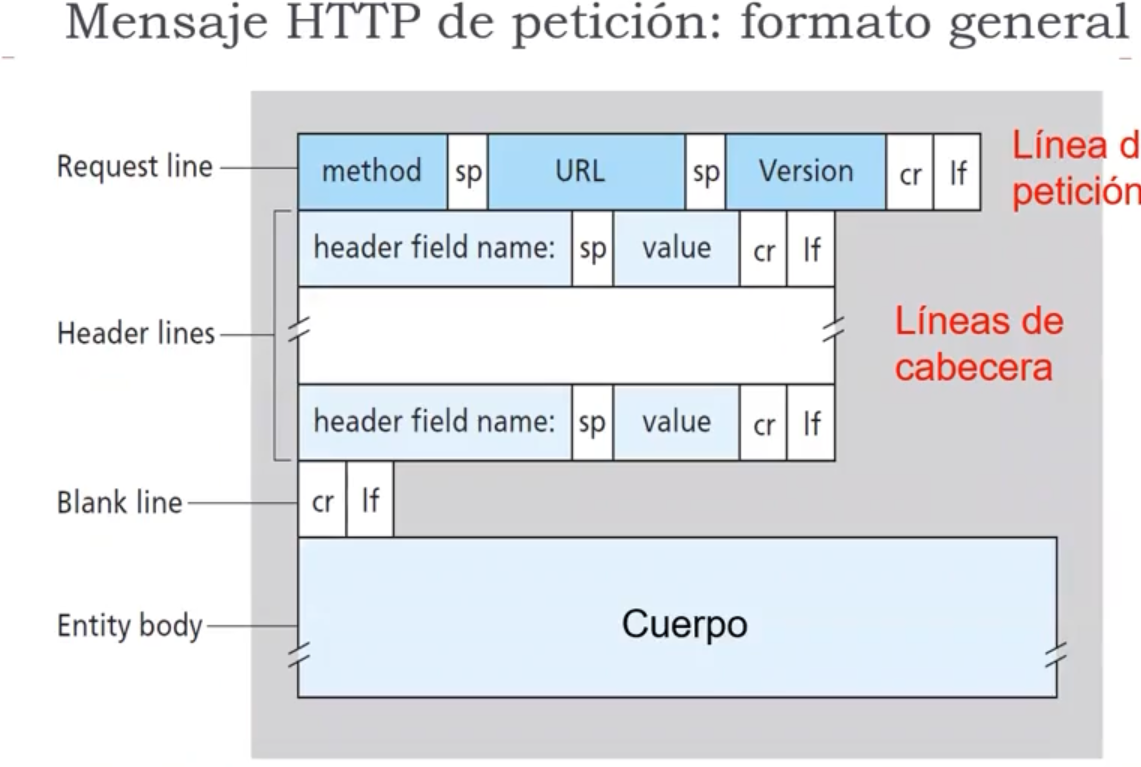 Mensaje HTTP de petición: formato general
Request line
method sp URL sp Version cr lf
Línea d
petición
header field name: sp value cr lf
Header lines
Líneas de
cabecera
header field name: sp value cr lf
Blank line
cr lf
Entity body
Cuerpo